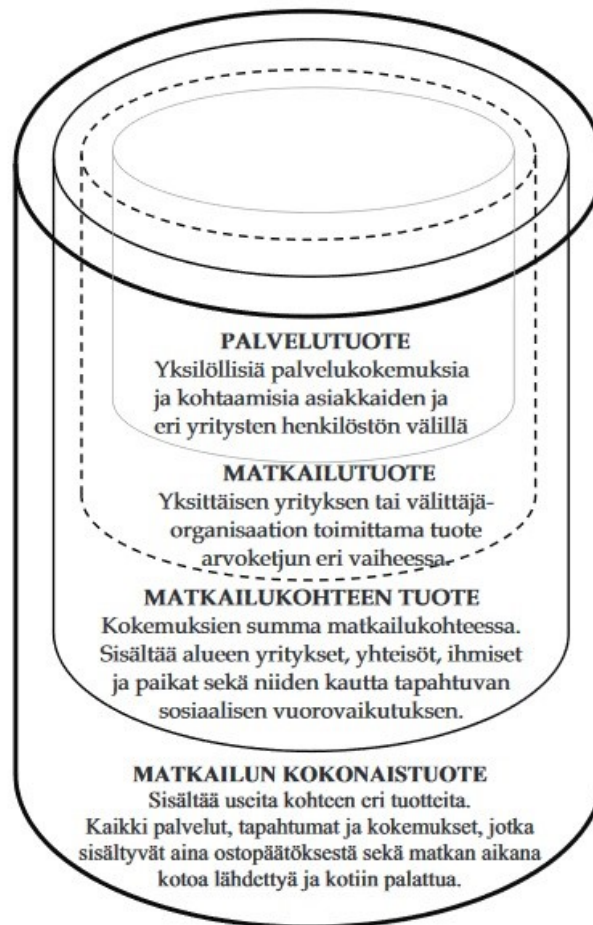 PALVELUTUOTE
Yksilöllisiä palvelukokemuksia
ja kohtaamisia asiakkaiden ja
eri yritysten henkilöstön välillä
MATKAILUTUOTE
Yksittäisen yrityksen tai välittäjä-
organisaation toimittama tuote
arvoketjun eri vaiheessa.
MATKAILUKOHTEEN TUOTE
Kokemuksien summa matkailukohteessa.
Sisältää alueen yritykset, yhteisöt, ihmiset
ja paikat sekä niiden kautta tapahtuvan
sosiaalisen vuorovaikutuksen.
MATKAILUN KOKONAISTUOTE
Sisältää useita kohteen eri tuotteita.
Kaikki palvelut, tapahtumat ja kokemukset, jotka
sisältyvät aina ostopäätöksestä sekä matkan aikana
kotoa lähdettyä ja kotiin palattua.